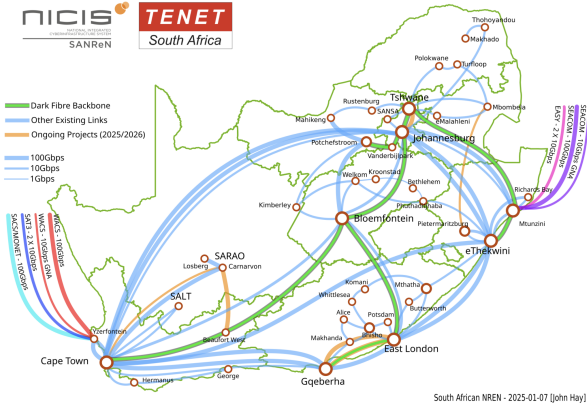 nicis
NATIONAL INTEGRATED
CYBERINFRASTRUCTURE SYSTEM
SANReN
TENET
South Africa
Dark Fibre Backbone
Other Existing Links
Ongoing Projects (2025/2026)
100Gbps
10Gbps
1Gbps
Thohoyandou
Makhado
Polokwane
Turfloop
Tshwane
Rustenburg
SANSA
Mbombela
Mahikeng
eMalahleni
Johannesburg
Potchefstroom
Vanderbijlpark
Welkom
Kroonstad
Bethlehem
Phuthaditjhaba
Kimberley
Bloemfontein
Richards Bay
Mtunzini
Pietermaritzburg
eThekwini
EASY - 2 X 10Gbps
SEACOM - 100Gbps
SEACOM - 10Gbps GNA
SACS/MONET - 100Gbps
SAT3 - 2 X 10Gbps
WACS - 10Gbps GNA
WACS - 100Gbps
SARAO
Losberg
Carnarvon
SALT
Komani
Whittlesea
Mthatha
Butterworth
Alice
Potsdam
Bhisho
Makhanda
East London
Yzerfontein
Beaufort West
Cape Town
George
Hermanus
Gqeberha
South African NREN - 2025-01-07 [John Hay]